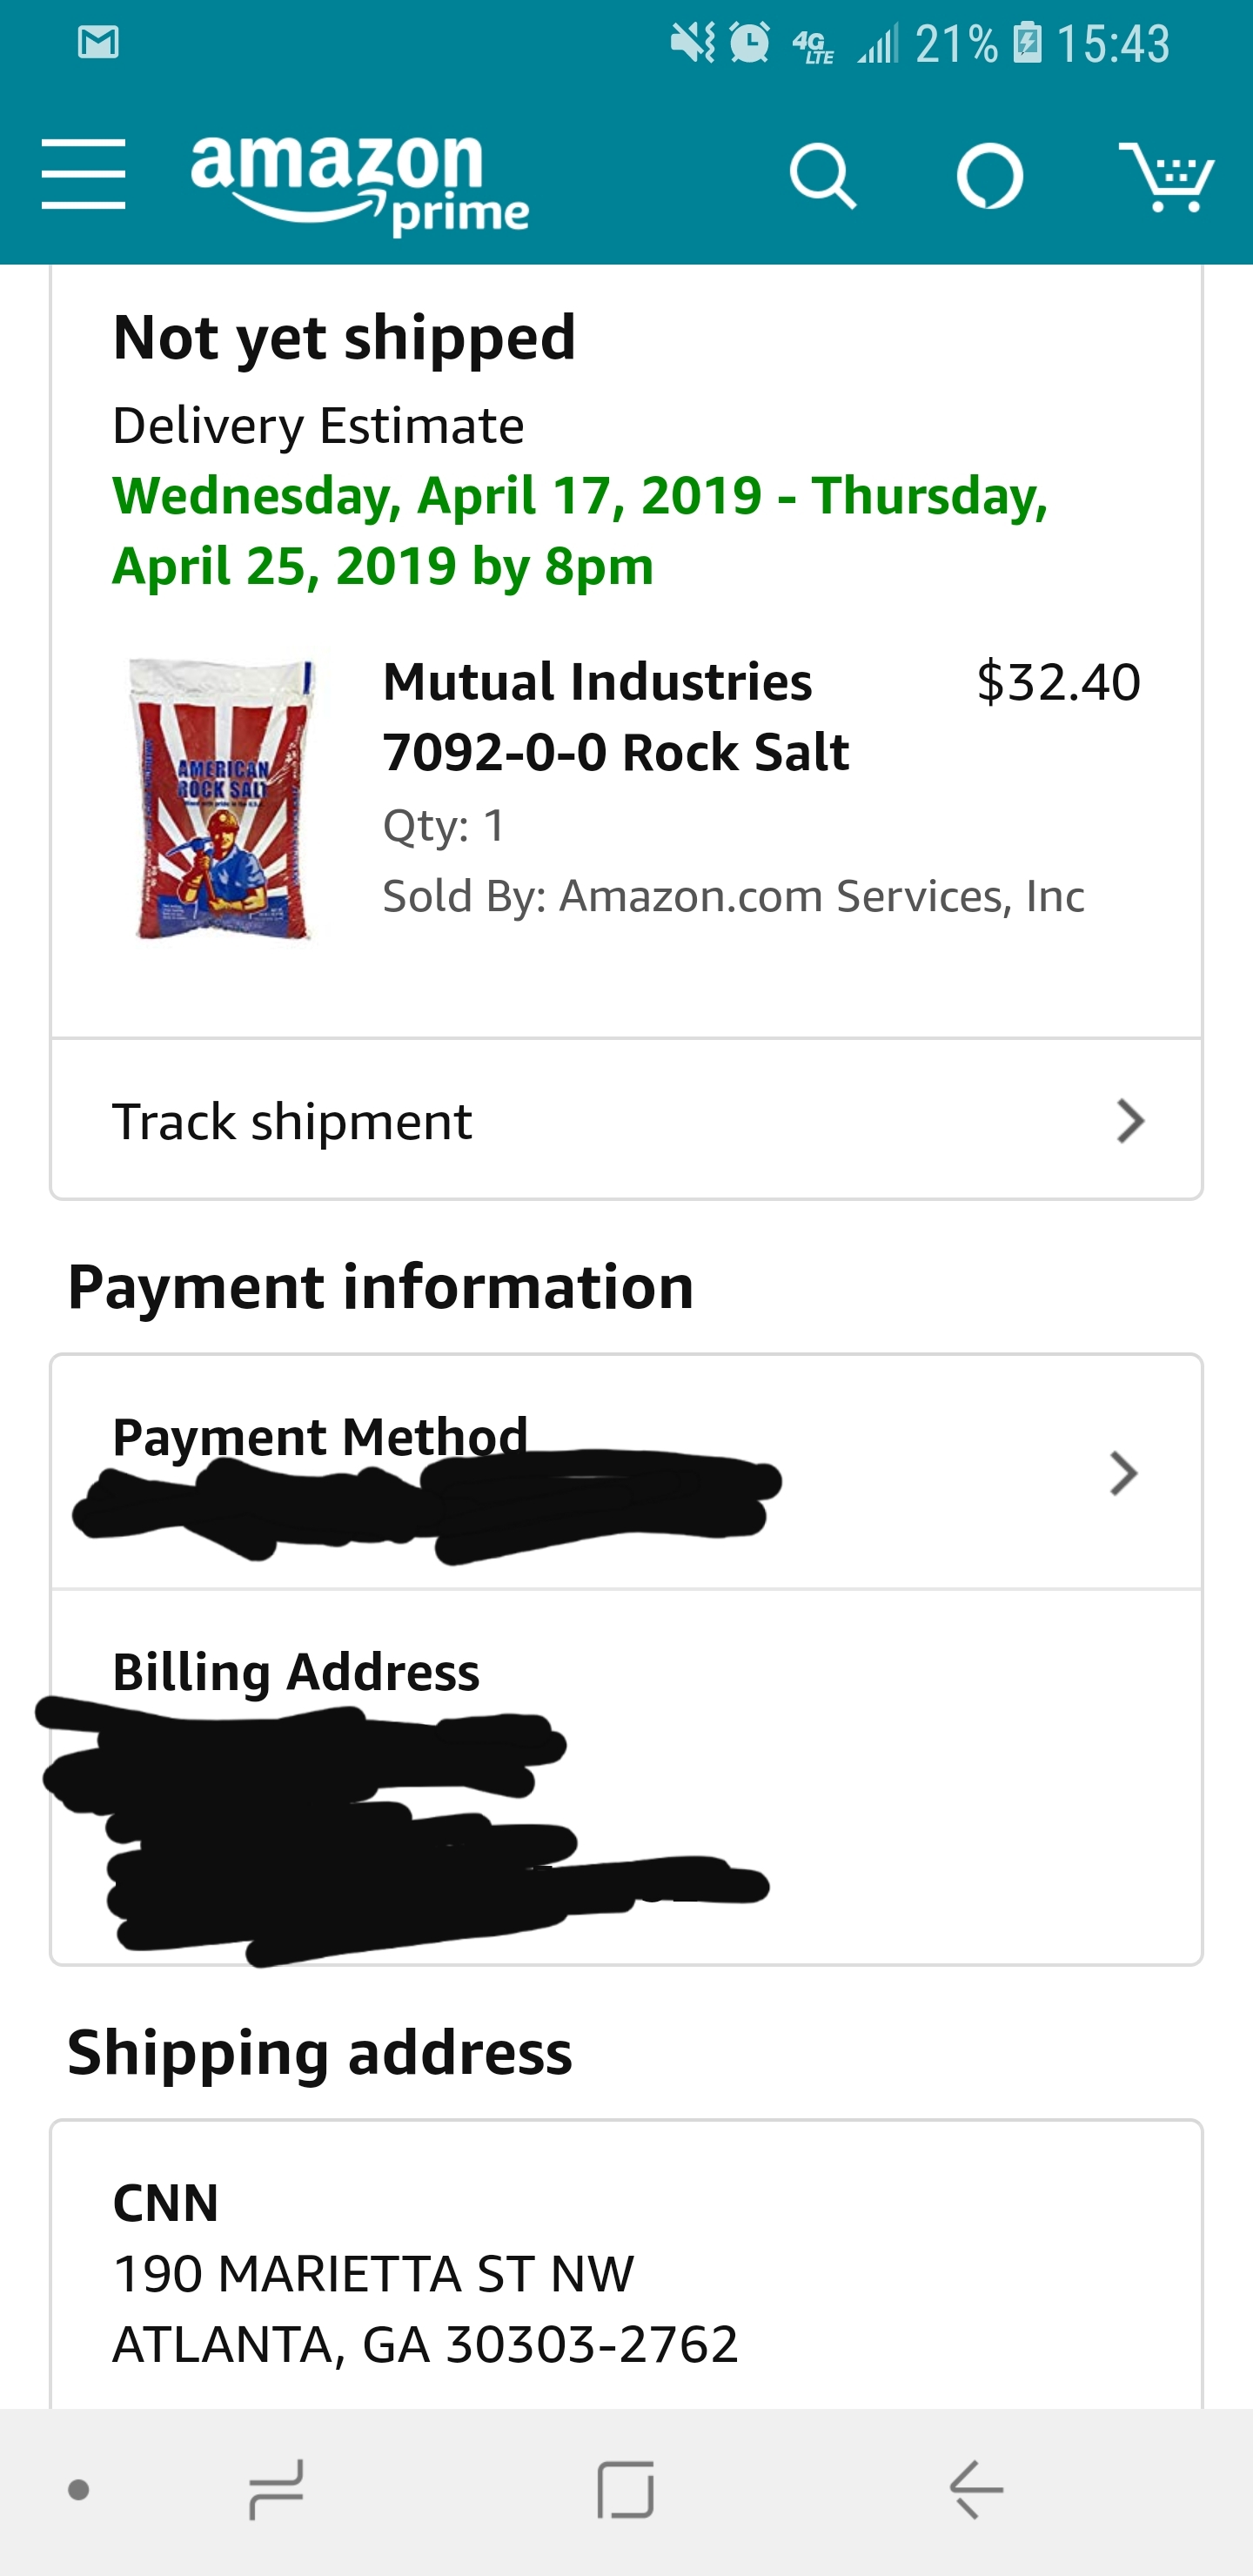 21% 15:43
4G LTE
amazon prime
Not yet shipped
Delivery Estimate
Wednesday, April 17, 2019 - Thursday,
April 25, 2019 by 8pm
Mutual Industries $32.40
7092-0-0 Rock Salt
AMERICAN
ROCK SALT
Qty: 1
Sold By: Amazon.com Services, Inc
Track shipment
Payment information
Payment Method
Billing Address
Shipping address
CNN
190 MARIETTA ST NW
ATLANTA, GA 30303-2762